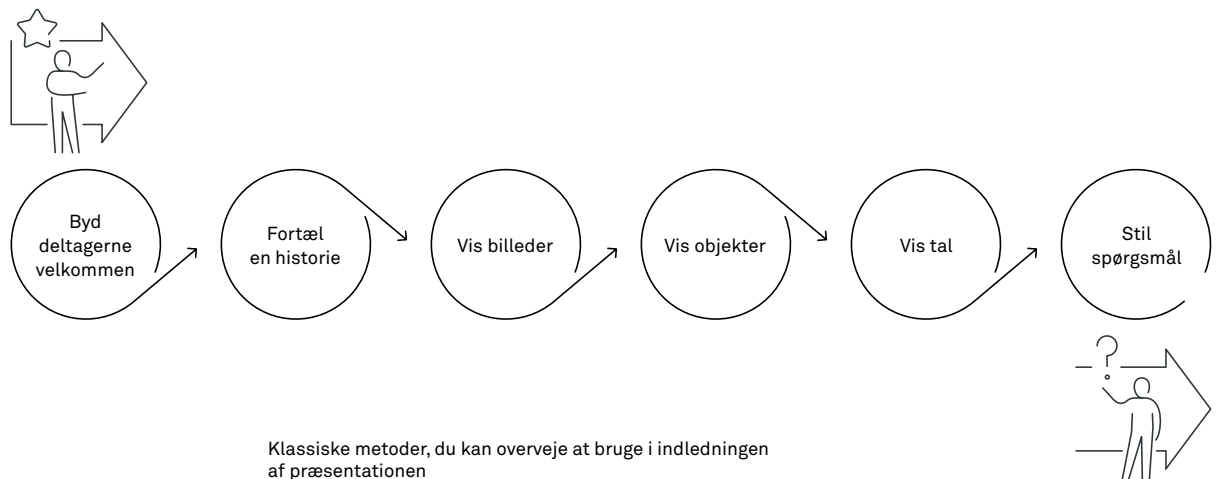 Byd
deltagerne
velkommen
Fortæl
en historie
Vis billeder
Vis objekter
Vis tal
Stil
spørgsmål
?
Klassiske metoder, du kan overveje at bruge i indledningen
af præsentationen